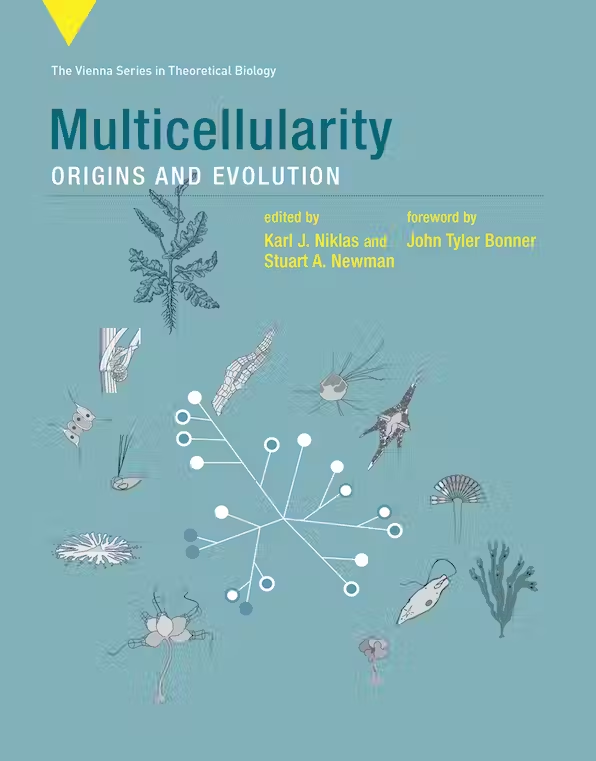 The Vienna Series in Theoretical Biology
Multicellularity
ORIGINS AND EVOLUTION
edited by
Karl J. Niklas and
Stuart A. Newman
foreword by
John Tyler Bonner